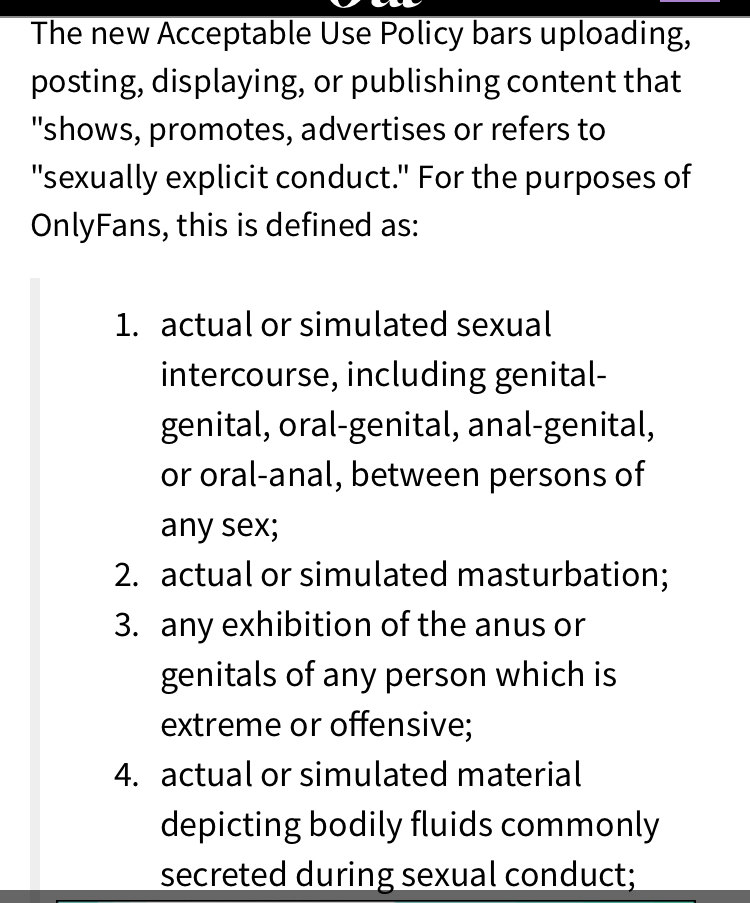 The new Acceptable Use Policy bars uploading,
posting, displaying, or publishing content that
"shows, promotes, advertises or refers to
"sexually explicit conduct." For the purposes of
OnlyFans, this is defined as:
1. actual or simulated sexual
intercourse, including genital-
genital, oral-genital, anal-genital,
or oral-anal, between persons of
any sex;
2. actual or simulated masturbation;
3. any exhibition of the anus or
genitals of any person which is
extreme or offensive;
4. actual or simulated material
depicting bodily fluids commonly
secreted during sexual conduct;